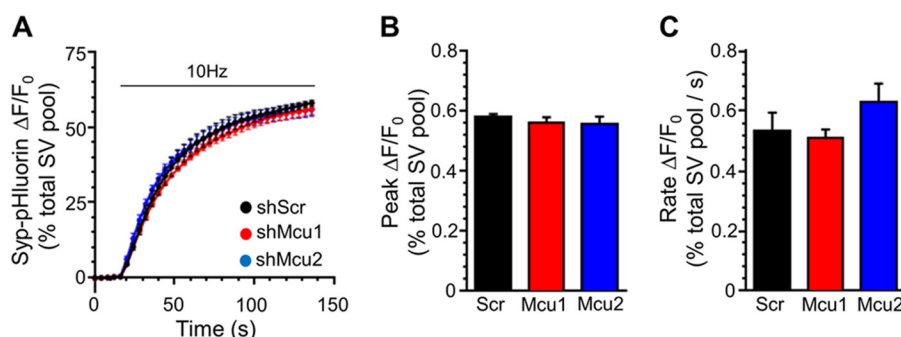 A
Syp-pHluorin ΔF/F0
(% total SV pool)
75
50
25
0
10Hz
shScr
shMcu1
shMcu2
0 50 100 150
Time (s)
B
Peak ΔF/F0
(% total SV pool)
0.8
0.6
0.4
0.2
0
Scr Mcu1 Mcu2
C
Rate ΔF/F0
(% total SV pool / s)
0.8
0.6
0.4
0.2
0
Scr Mcu1 Mcu2